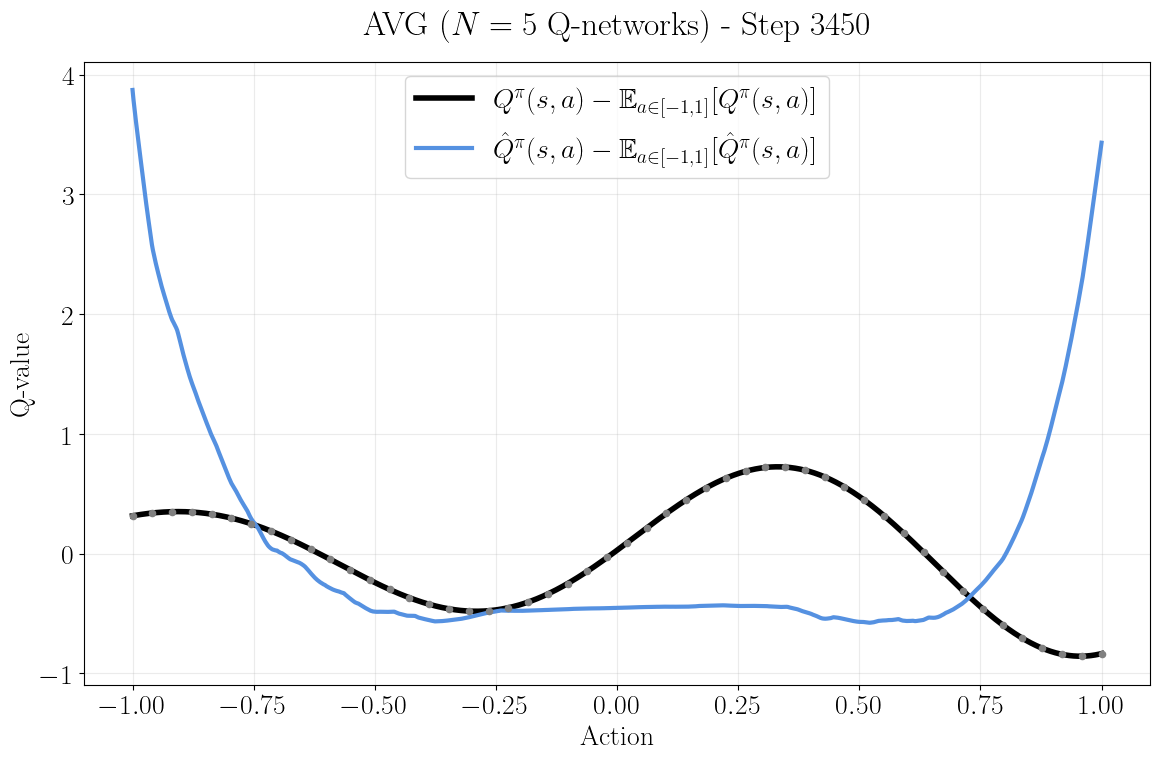 AVG (N = 5 Q-networks) - Step 3450
Q^π(s, a) − 𝔼_{a∈[−1,1]}[Q^π(s, a)]
Q̂^π(s, a) − 𝔼_{a∈[−1,1]}[Q̂^π(s, a)]
Q-value
4
3
2
1
0
−1
−1.00 −0.75 −0.50 −0.25 0.00 0.25 0.50 0.75 1.00
Action